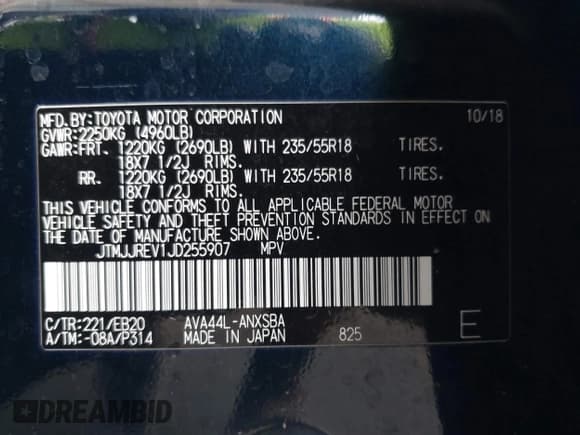 MFD.BY:TOYOTA MOTOR CORPORATION 10/18
GVWR:2250KG (4960LB)
GAWR:FRT. 1220KG (2690LB) WITH 235/55R18 TIRES.
18X7 1/2J RIMS.
RR. 1220KG (2690LB) WITH 235/55R18 TIRES.
18X7 1/2J RIMS.
THIS VEHICLE CONFORMS TO ALL APPLICABLE FEDERAL MOTOR
VEHICLE SAFETY AND THEFT PREVENTION STANDARDS IN EFFECT ON
THE DATE OF MANUFACTURE SHOWN ABOVE.
JTMJJREV1JD255907 MPV
C/TR:221/EB20 AVA44L-ANXSBA
A/TM:-08A/P314 MADE IN JAPAN 825 E
DREAMBID